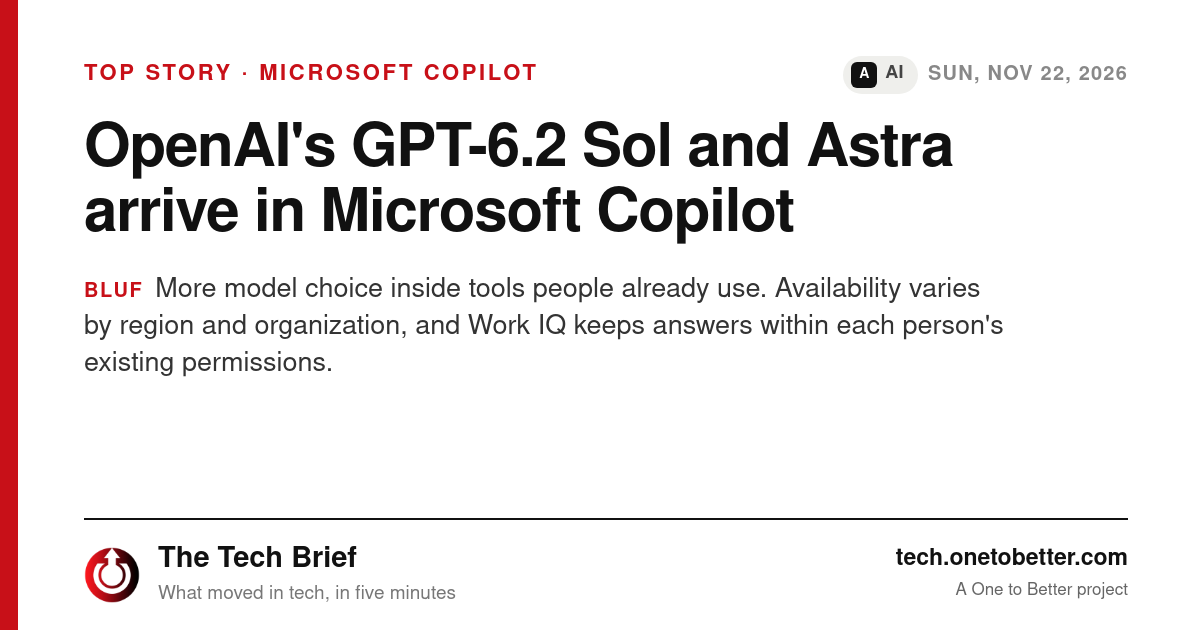 TOP STORY · MICROSOFT COPILOT
A AI SUN, NOV 22, 2026
OpenAI's GPT-6.2 Sol and Astra
arrive in Microsoft Copilot
BLUF More model choice inside tools people already use. Availability varies
by region and organization, and Work IQ keeps answers within each person's
existing permissions.
The Tech Brief
What moved in tech, in five minutes
tech.onetobetter.com
A One to Better project